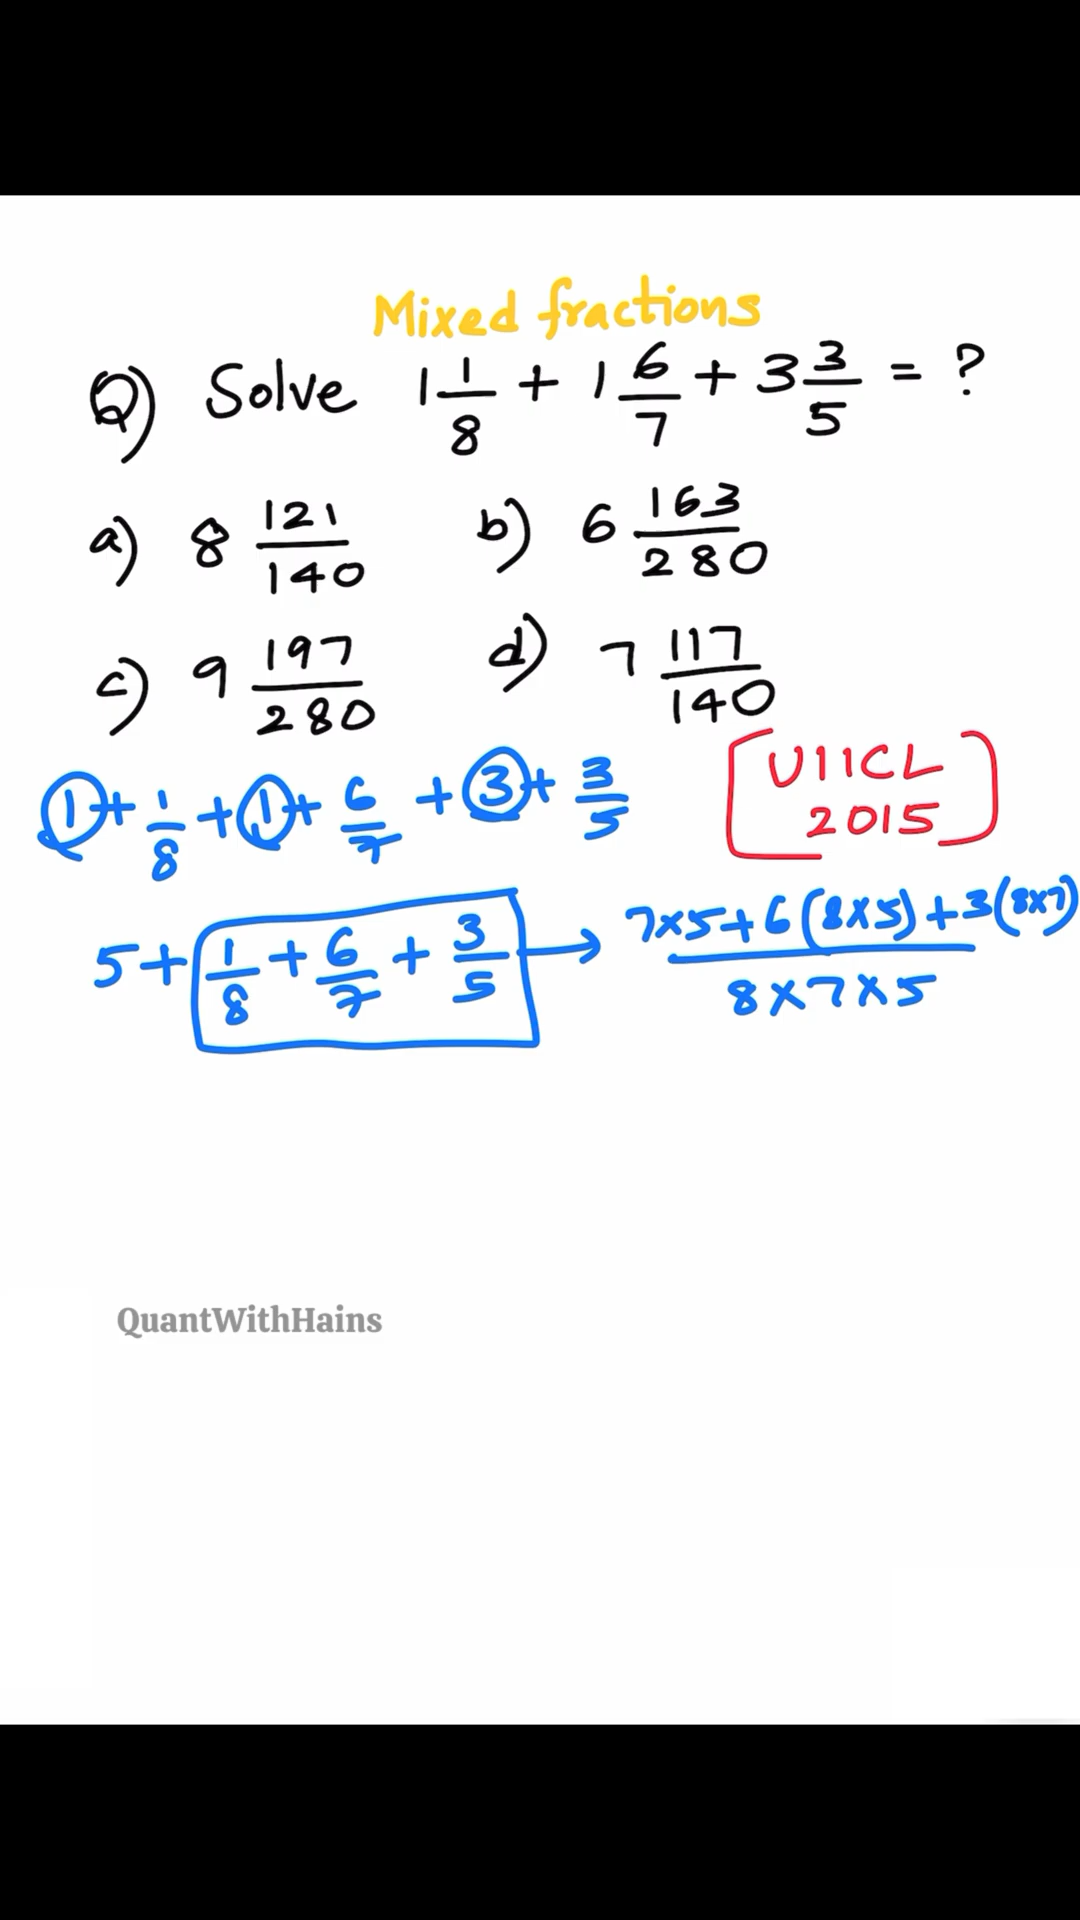 Mixed fractions
Q) Solve 1 1/8 + 1 6/7 + 3 3/5 = ?
a) 8 121/140 b) 6 163/280
c) 9 197/280 d) 7 117/140
[U11CL 2015]
1 + 1/8 + 1 + 6/7 + 3 + 3/5
5 + 1/8 + 6/7 + 3/5 → 7×5+6(8×5)+3(8×7)/8×7×5
QuantWithHains